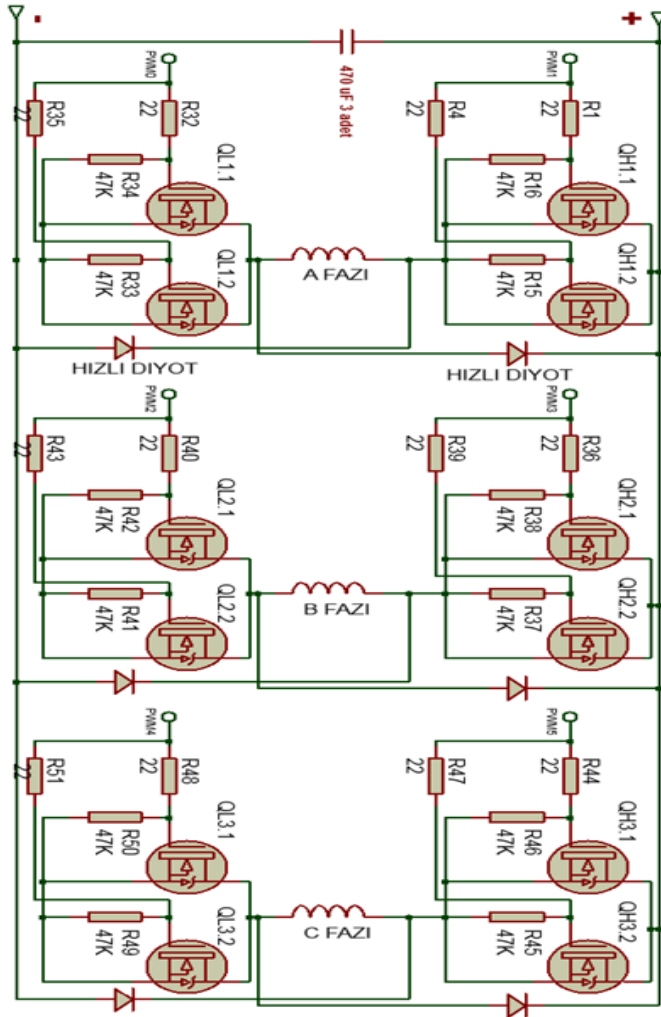 -
+
470 uF 3 adet
PWM0
R35
22
R32
22
R34
47K
R33
47K
QL1.1
QL1.2
A FAZI
PWM1
R4
22
R1
22
R16
47K
R15
47K
QH1.1
QH1.2
HIZLI DIYOT
HIZLI DIYOT
PWM2
R43
22
R40
22
R42
47K
R41
47K
QL2.1
QL2.2
B FAZI
PWM3
R39
22
R36
22
R38
47K
R37
47K
QH2.1
QH2.2
PWM4
R51
22
R48
22
R50
47K
R49
47K
QL3.1
QL3.2
C FAZI
PWM5
R47
22
R44
22
R46
47K
R45
47K
QH3.1
QH3.2